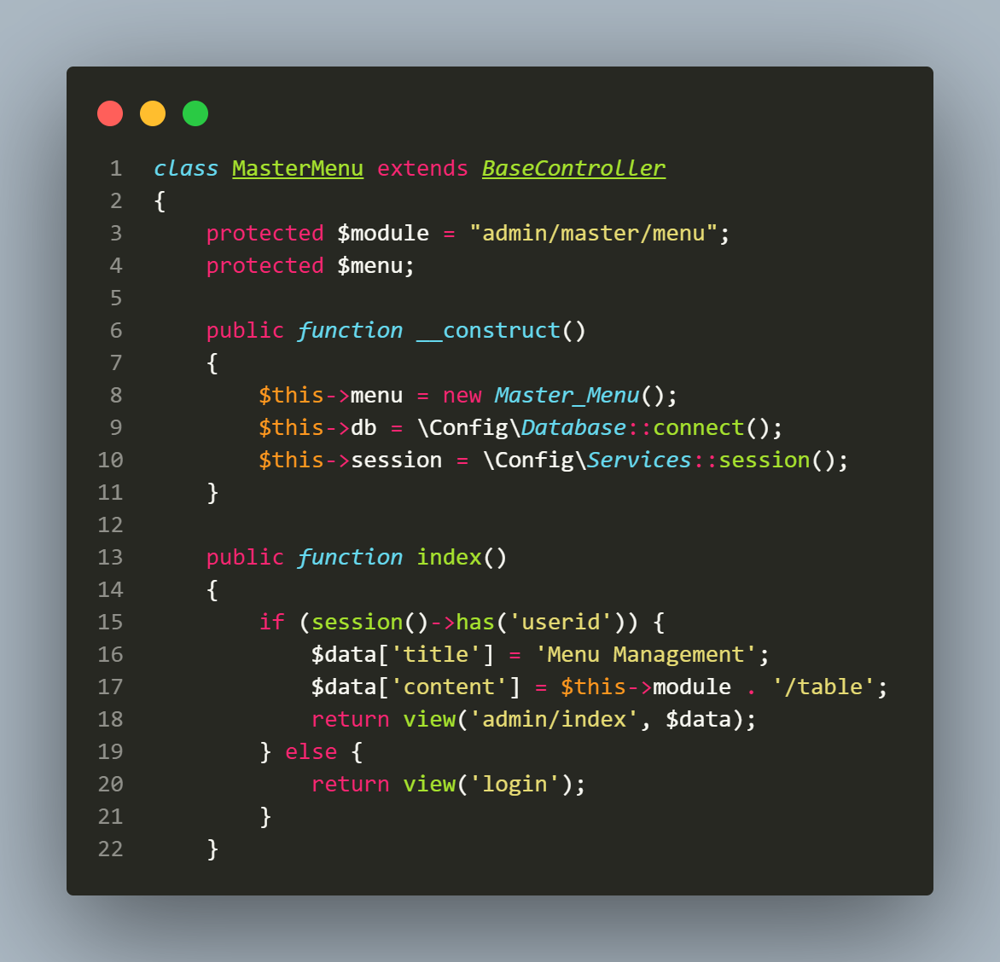 1 class MasterMenu extends BaseController
2 {
3     protected $module = "admin/master/menu";
4     protected $menu;
5
6     public function __construct()
7     {
8         $this->menu = new Master_Menu();
9         $this->db = \Config\Database::connect();
10         $this->session = \Config\Services::session();
11     }
12
13     public function index()
14     {
15         if (session()->has('userid')) {
16             $data['title'] = 'Menu Management';
17             $data['content'] = $this->module . '/table';
18             return view('admin/index', $data);
19         } else {
20             return view('login');
21         }
22     }